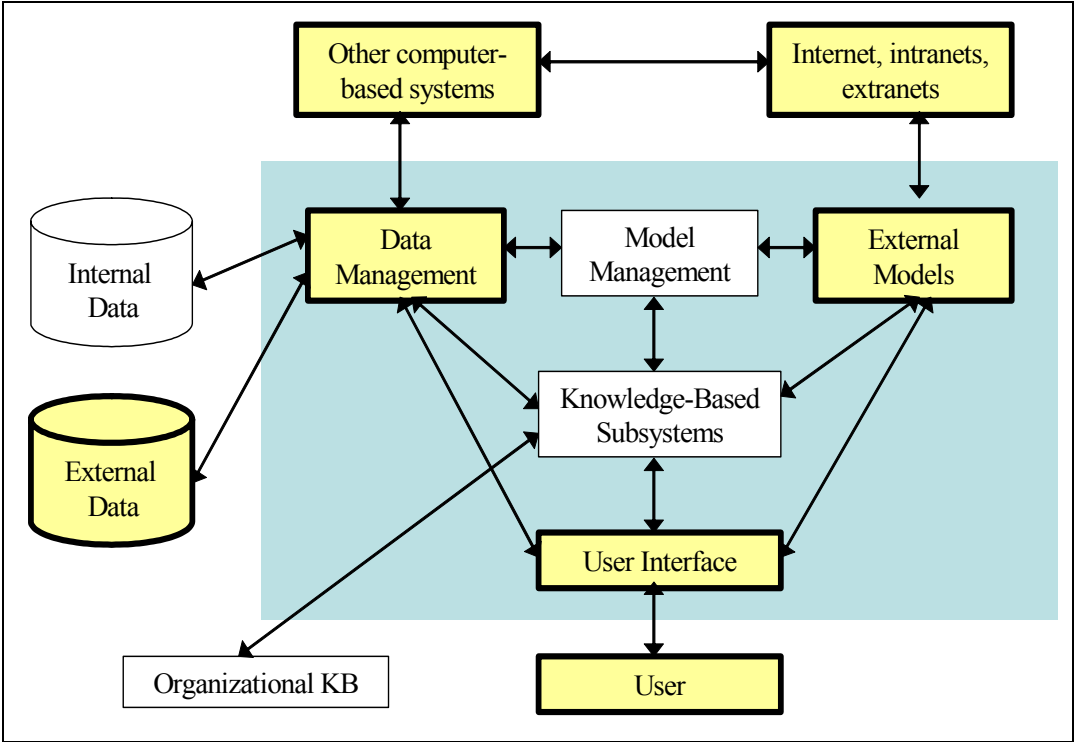 Other computer-
based systems
Internet, intranets,
extranets
Internal
Data
Data
Management
Model
Management
External
Models
External
Data
Knowledge-Based
Subsystems
User Interface
Organizational KB
User